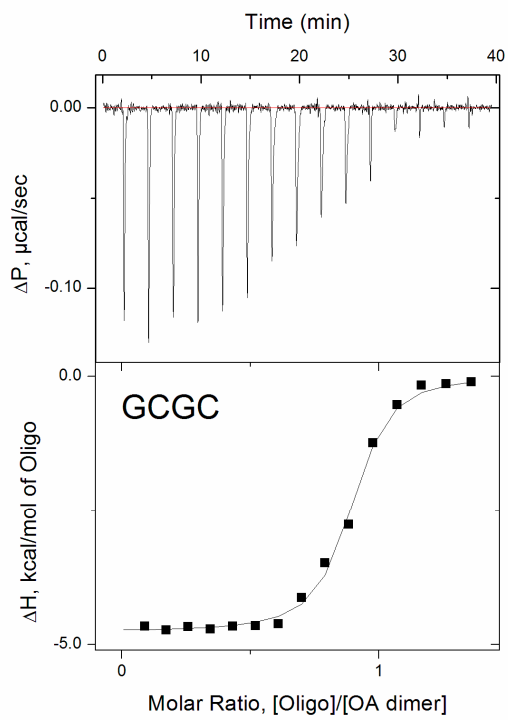 Time (min)
0 10 20 30 40
0.00
-0.10
ΔP, µcal/sec
0.0
GCGC
-5.0
ΔH, kcal/mol of Oligo
0 1
Molar Ratio, [Oligo]/[OA dimer]